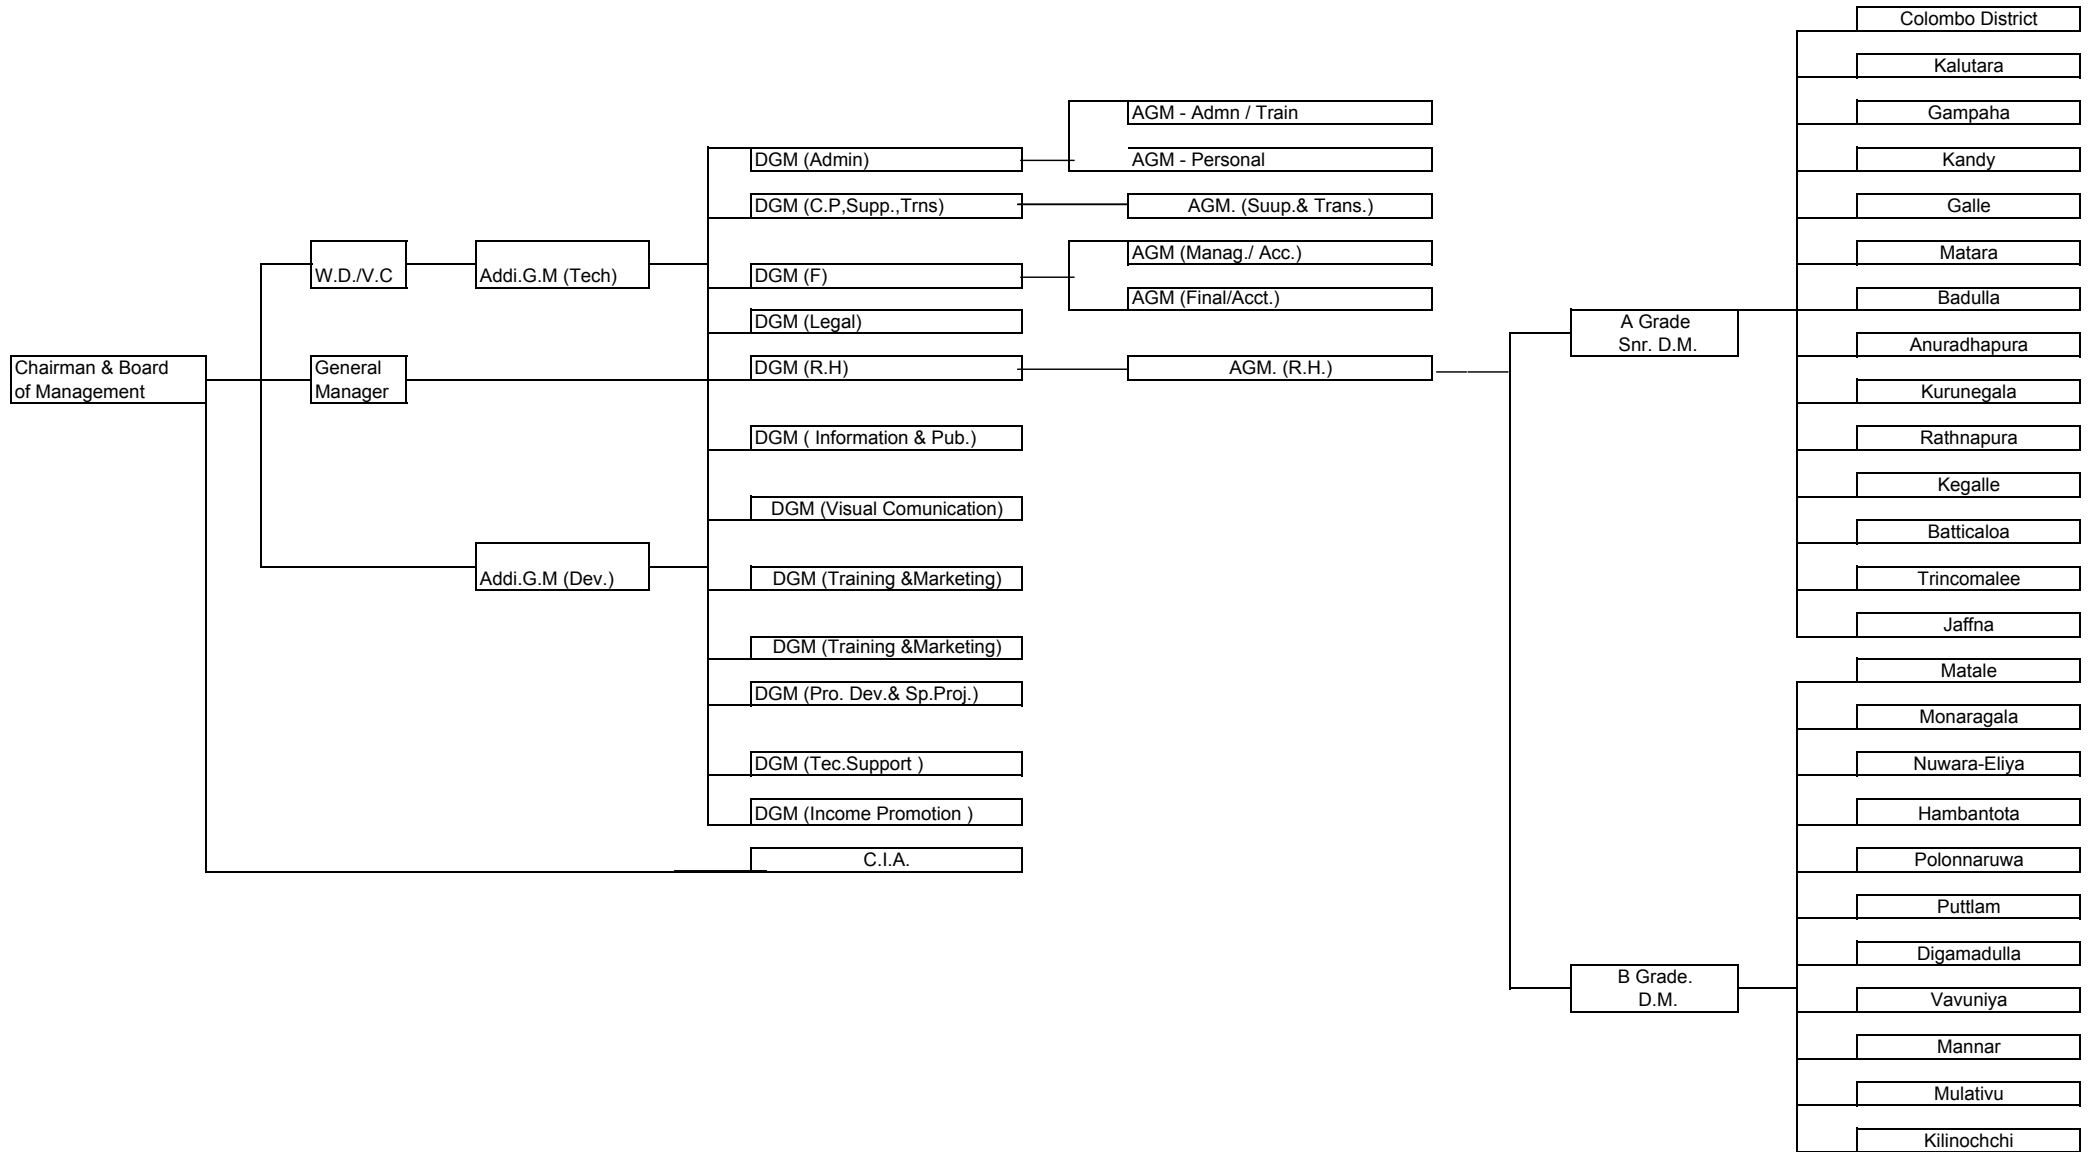 Chairman & Board
of Management
W.D./V.C
General
Manager
Addi.G.M (Tech)
Addi.G.M (Dev.)
DGM (Admin)
DGM (C.P,Supp.,Trns)
DGM (F)
DGM (Legal)
DGM (R.H)
DGM ( Information & Pub.)
DGM (Visual Comunication)
DGM (Training &Marketing)
DGM (Training &Marketing)
DGM (Pro. Dev.& Sp.Proj.)
DGM (Tec.Support )
DGM (Income Promotion )
C.I.A.
AGM - Admn / Train
AGM - Personal
AGM. (Suup.& Trans.)
AGM (Manag./ Acc.)
AGM (Final/Acct.)
AGM. (R.H.)
A Grade
Snr. D.M.
B Grade.
D.M.
Colombo District
Kalutara
Gampaha
Kandy
Galle
Matara
Badulla
Anuradhapura
Kurunegala
Rathnapura
Kegalle
Batticaloa
Trincomalee
Jaffna
Matale
Monaragala
Nuwara-Eliya
Hambantota
Polonnaruwa
Puttlam
Digamadulla
Vavuniya
Mannar
Mulativu
Kilinochchi